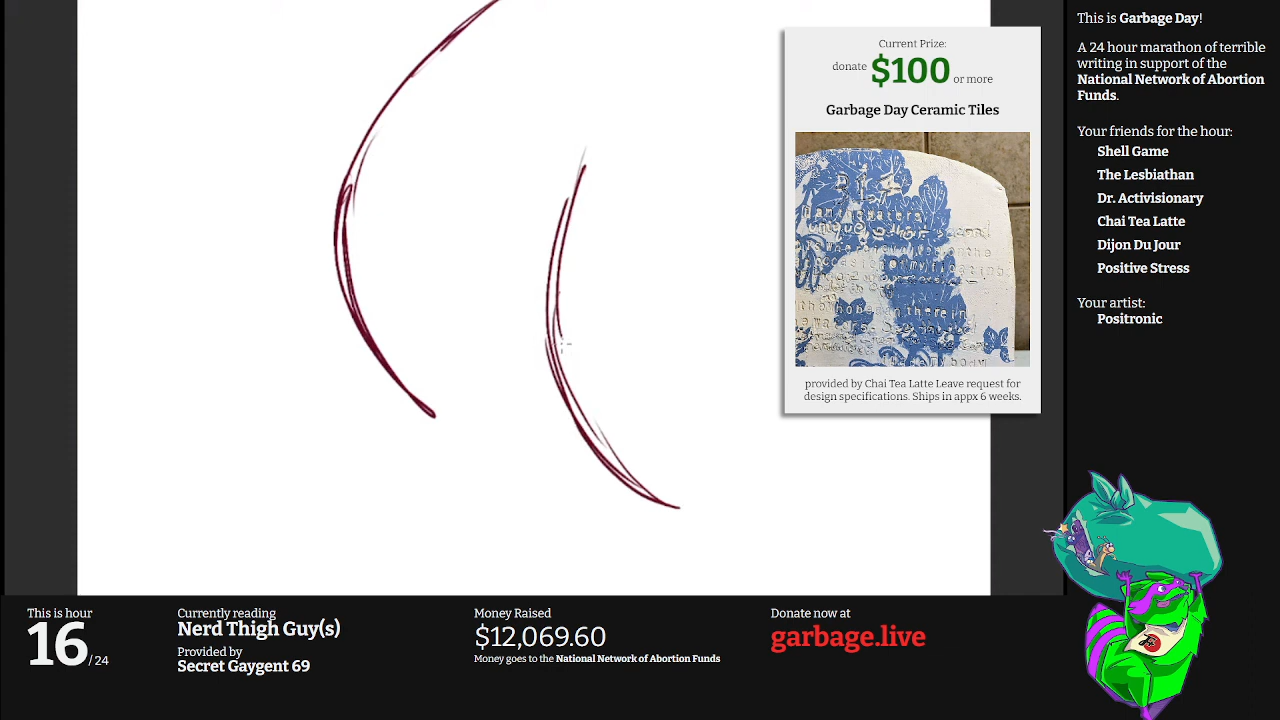 This is Garbage Day!
A 24 hour marathon of terrible
writing in support of the
National Network of Abortion
Funds.
Your friends for the hour:
Shell Game
The Lesbiathan
Dr. Activisionary
Chai Tea Latte
Dijon Du Jour
Positive Stress
Your artist:
Positronic
Current Prize:
donate $100 or more
Garbage Day Ceramic Tiles
provided by Chai Tea Latte Leave request for
design specifications. Ships in appx 6 weeks.
This is hour
16/24
Currently reading
Nerd Thigh Guy(s)
Provided by
Secret Gaygent 69
Money Raised
$12,069.60
Money goes to the National Network of Abortion Funds
Donate now at
garbage.live